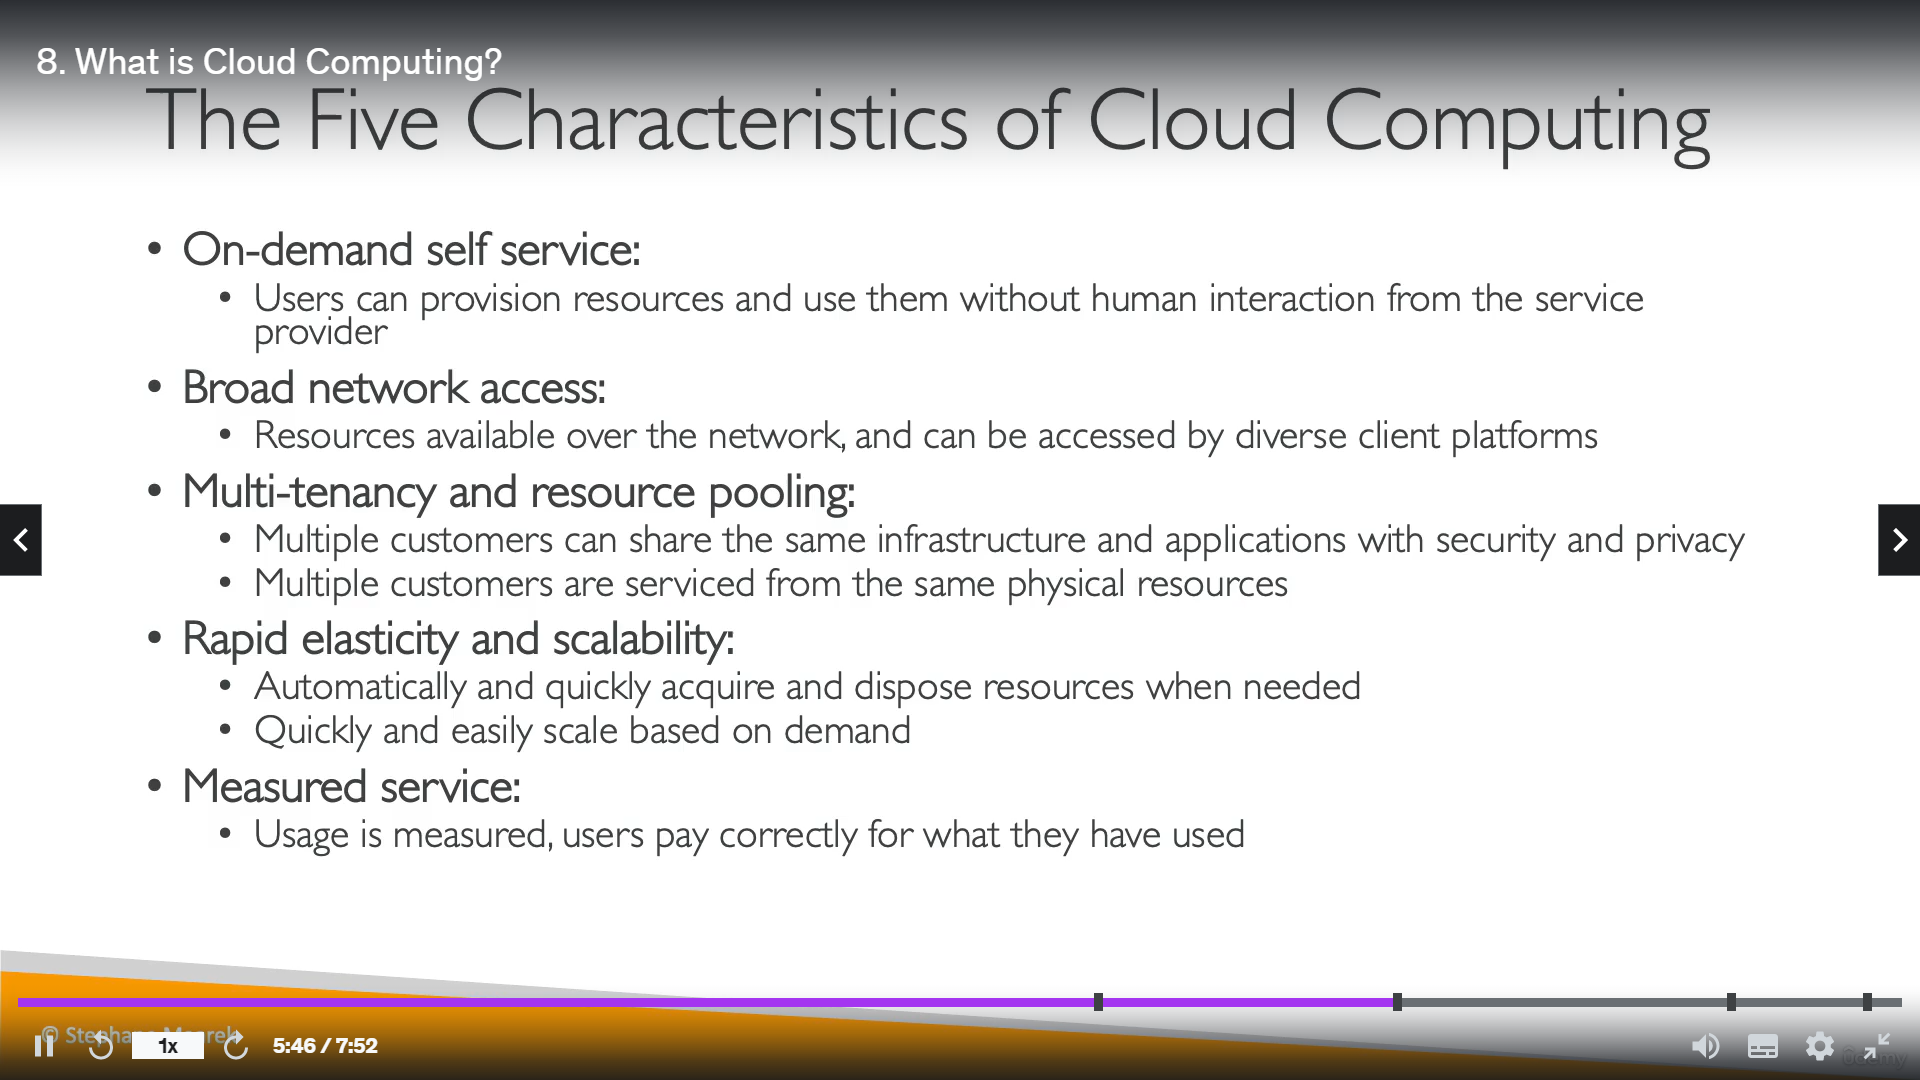 8. What is Cloud Computing?
The Five Characteristics of Cloud Computing
• On-demand self service:
• Users can provision resources and use them without human interaction from the service
provider
• Broad network access:
• Resources available over the network, and can be accessed by diverse client platforms
• Multi-tenancy and resource pooling:
• Multiple customers can share the same infrastructure and applications with security and privacy
• Multiple customers are serviced from the same physical resources
• Rapid elasticity and scalability:
• Automatically and quickly acquire and dispose resources when needed
• Quickly and easily scale based on demand
• Measured service:
• Usage is measured, users pay correctly for what they have used
© Stephane
1x
5:46 / 7:52
udemy